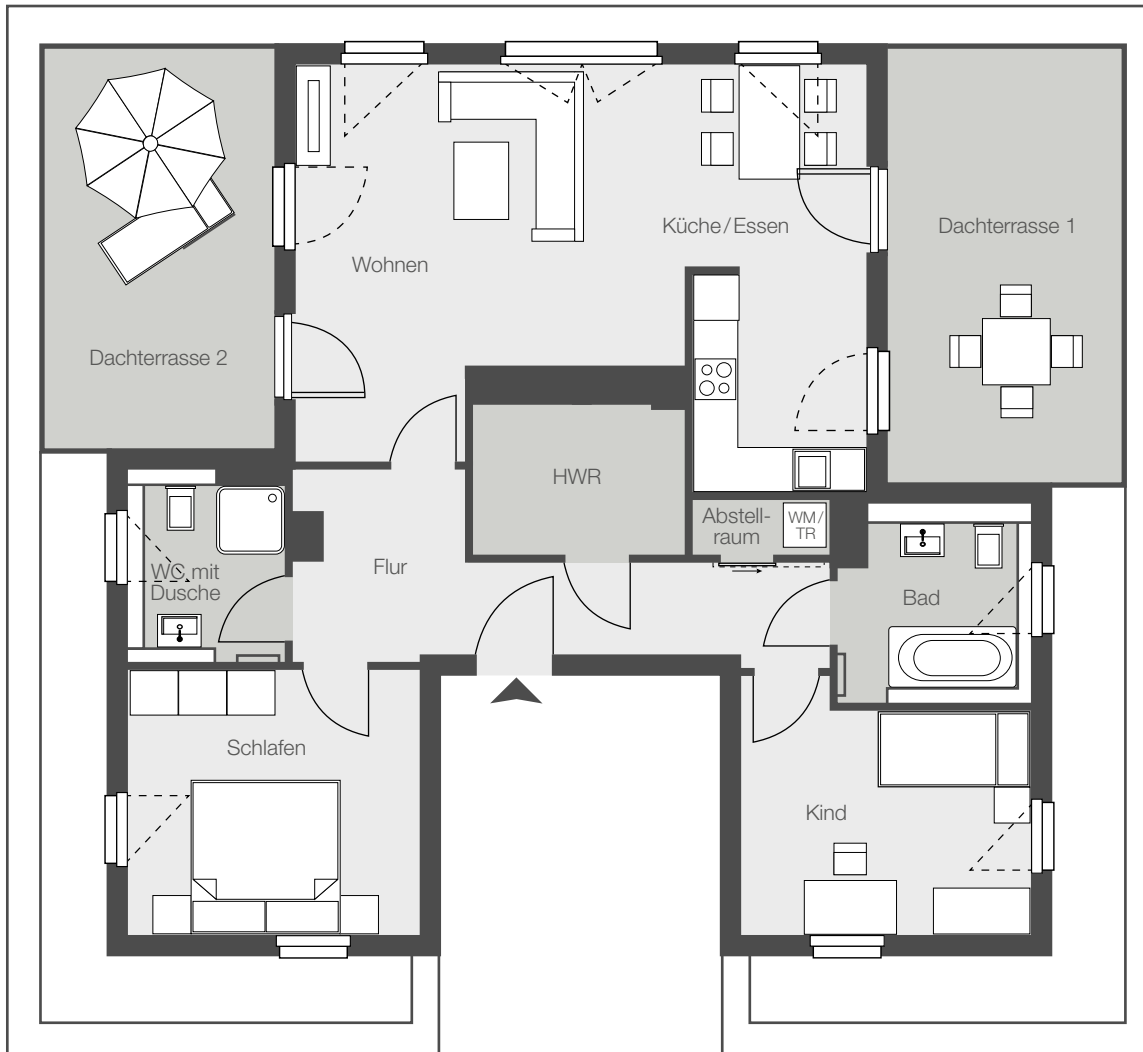 Küche/Essen
Dachterrasse 1
Wohnen
Dachterrasse 2
HWR
Abstell-
raum
WM/
TR
Flur
WC mit
Dusche
Bad
Schlafen
Kind